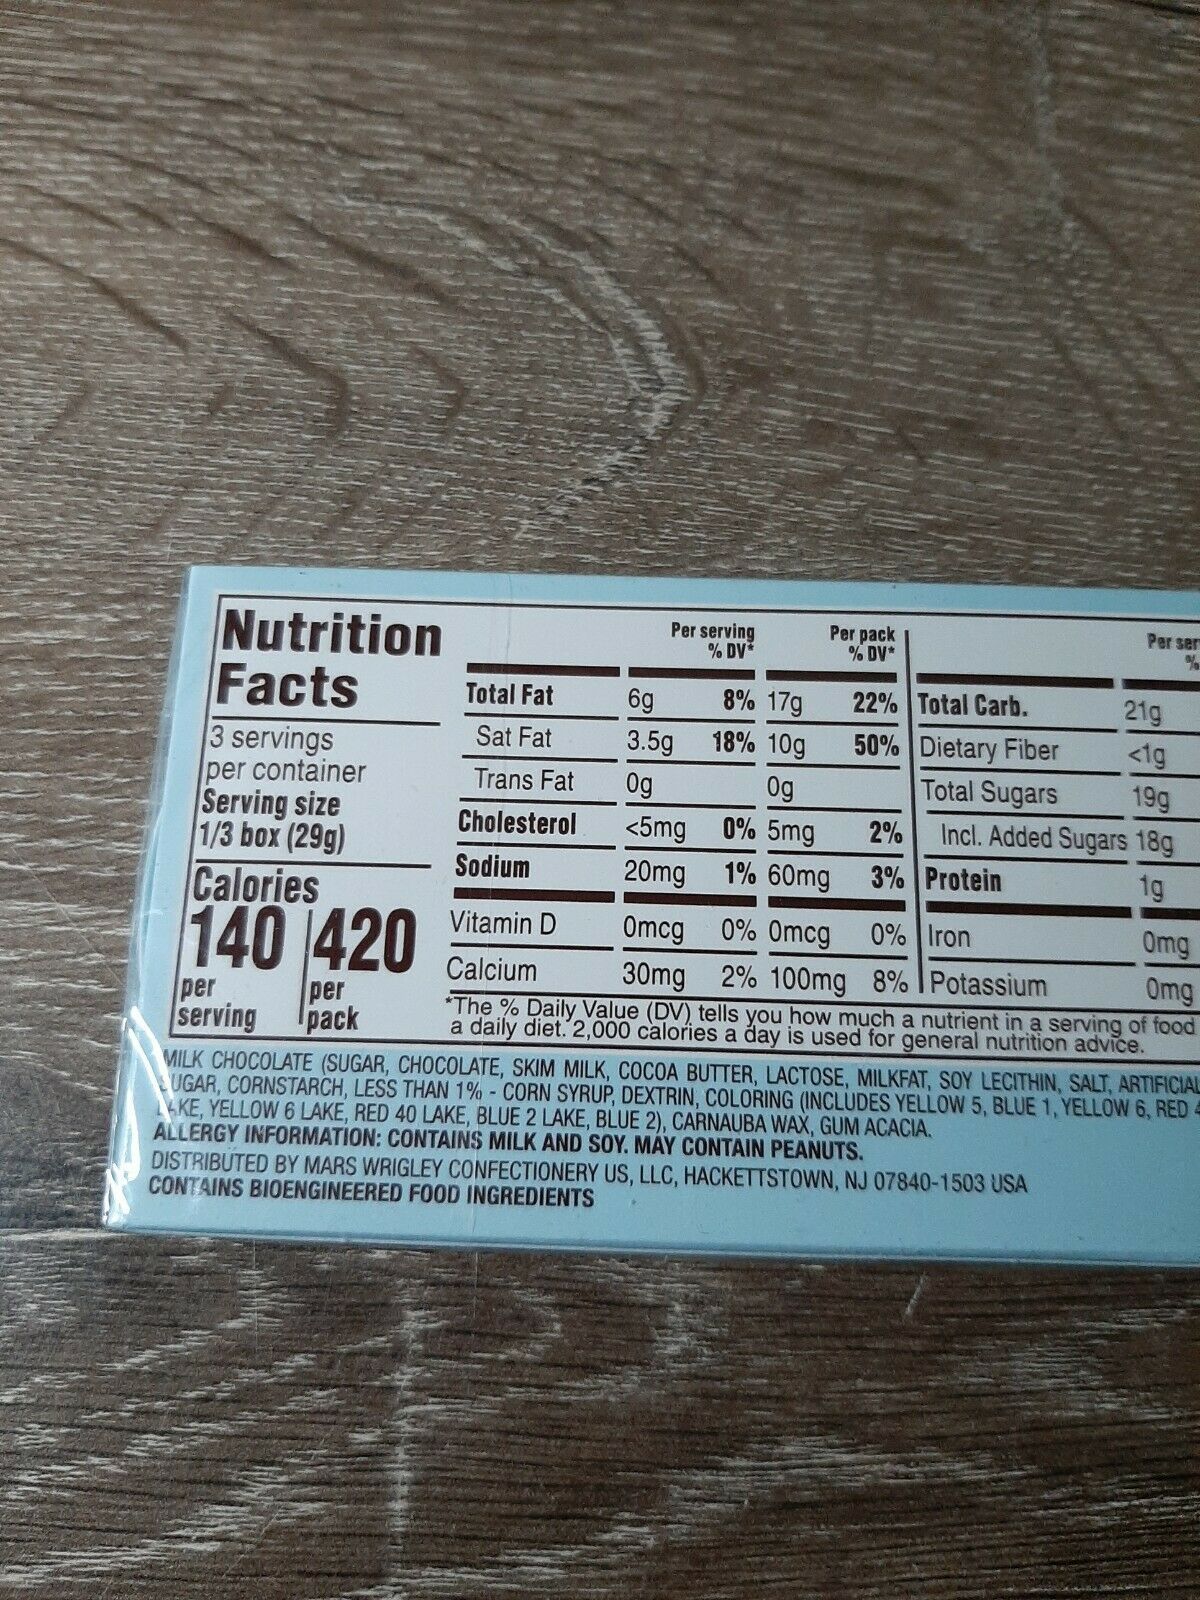 Nutrition
Facts
3 servings
per container
Serving size
1/3 box (29g)
Calories
140 420
per per
serving pack
Per serving Per pack
% DV* % DV*
Total Fat 6g 8% 17g 22%
Sat Fat 3.5g 18% 10g 50%
Trans Fat 0g 0g
Cholesterol <5mg 0% 5mg 2%
Sodium 20mg 1% 60mg 3%
Vitamin D 0mcg 0% 0mcg 0%
Calcium 30mg 2% 100mg 8%
Per ser
%
Total Carb. 21g
Dietary Fiber <1g
Total Sugars 19g
Incl. Added Sugars 18g
Protein 1g
Iron 0mg
Potassium 0mg
*The % Daily Value (DV) tells you how much a nutrient in a serving of food
a daily diet. 2,000 calories a day is used for general nutrition advice.
MILK CHOCOLATE (SUGAR, CHOCOLATE, SKIM MILK, COCOA BUTTER, LACTOSE, MILKFAT, SOY LECITHIN, SALT, ARTIFICIAL
SUGAR, CORNSTARCH, LESS THAN 1% - CORN SYRUP, DEXTRIN, COLORING (INCLUDES YELLOW 5, BLUE 1, YELLOW 6, RED
LAKE, YELLOW 6 LAKE, RED 40 LAKE, BLUE 2 LAKE, BLUE 2), CARNAUBA WAX, GUM ACACIA.
ALLERGY INFORMATION: CONTAINS MILK AND SOY. MAY CONTAIN PEANUTS.
DISTRIBUTED BY MARS WRIGLEY CONFECTIONERY US, LLC, HACKETTSTOWN, NJ 07840-1503 USA
CONTAINS BIOENGINEERED FOOD INGREDIENTS